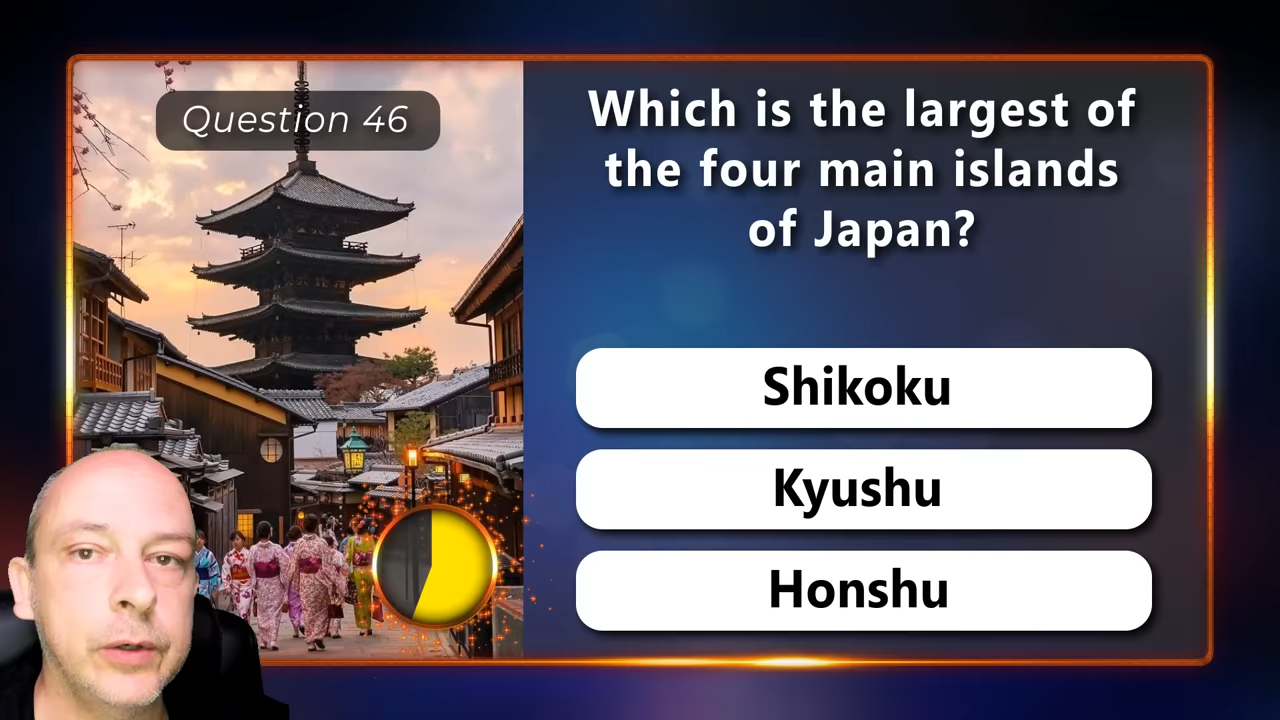 Question 46
Which is the largest of
the four main islands
of Japan?
Shikoku
Kyushu
Honshu